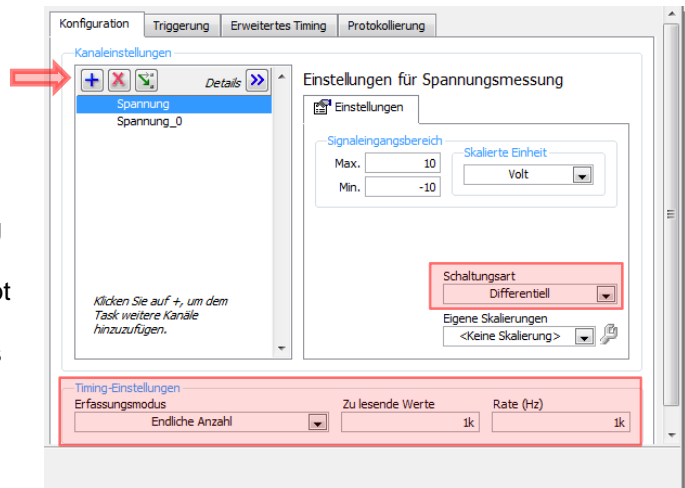 Konfiguration Triggerung Erweitertes Timing Protokollierung
Kanaleinstellungen
Details
Spannung
Spannung_0
Klicken Sie auf +, um dem
Task weitere Kanäle
hinzuzufügen.
Einstellungen für Spannungsmessung
Einstellungen
Signaleingangsbereich
Max. 10
Min. -10
Skalierte Einheit
Volt
Schaltungsart
Differentiell
Eigene Skalierungen
<Keine Skalierung>
Timing-Einstellungen
Erfassungsmodus Zu lesende Werte Rate (Hz)
Endliche Anzahl 1k 1k